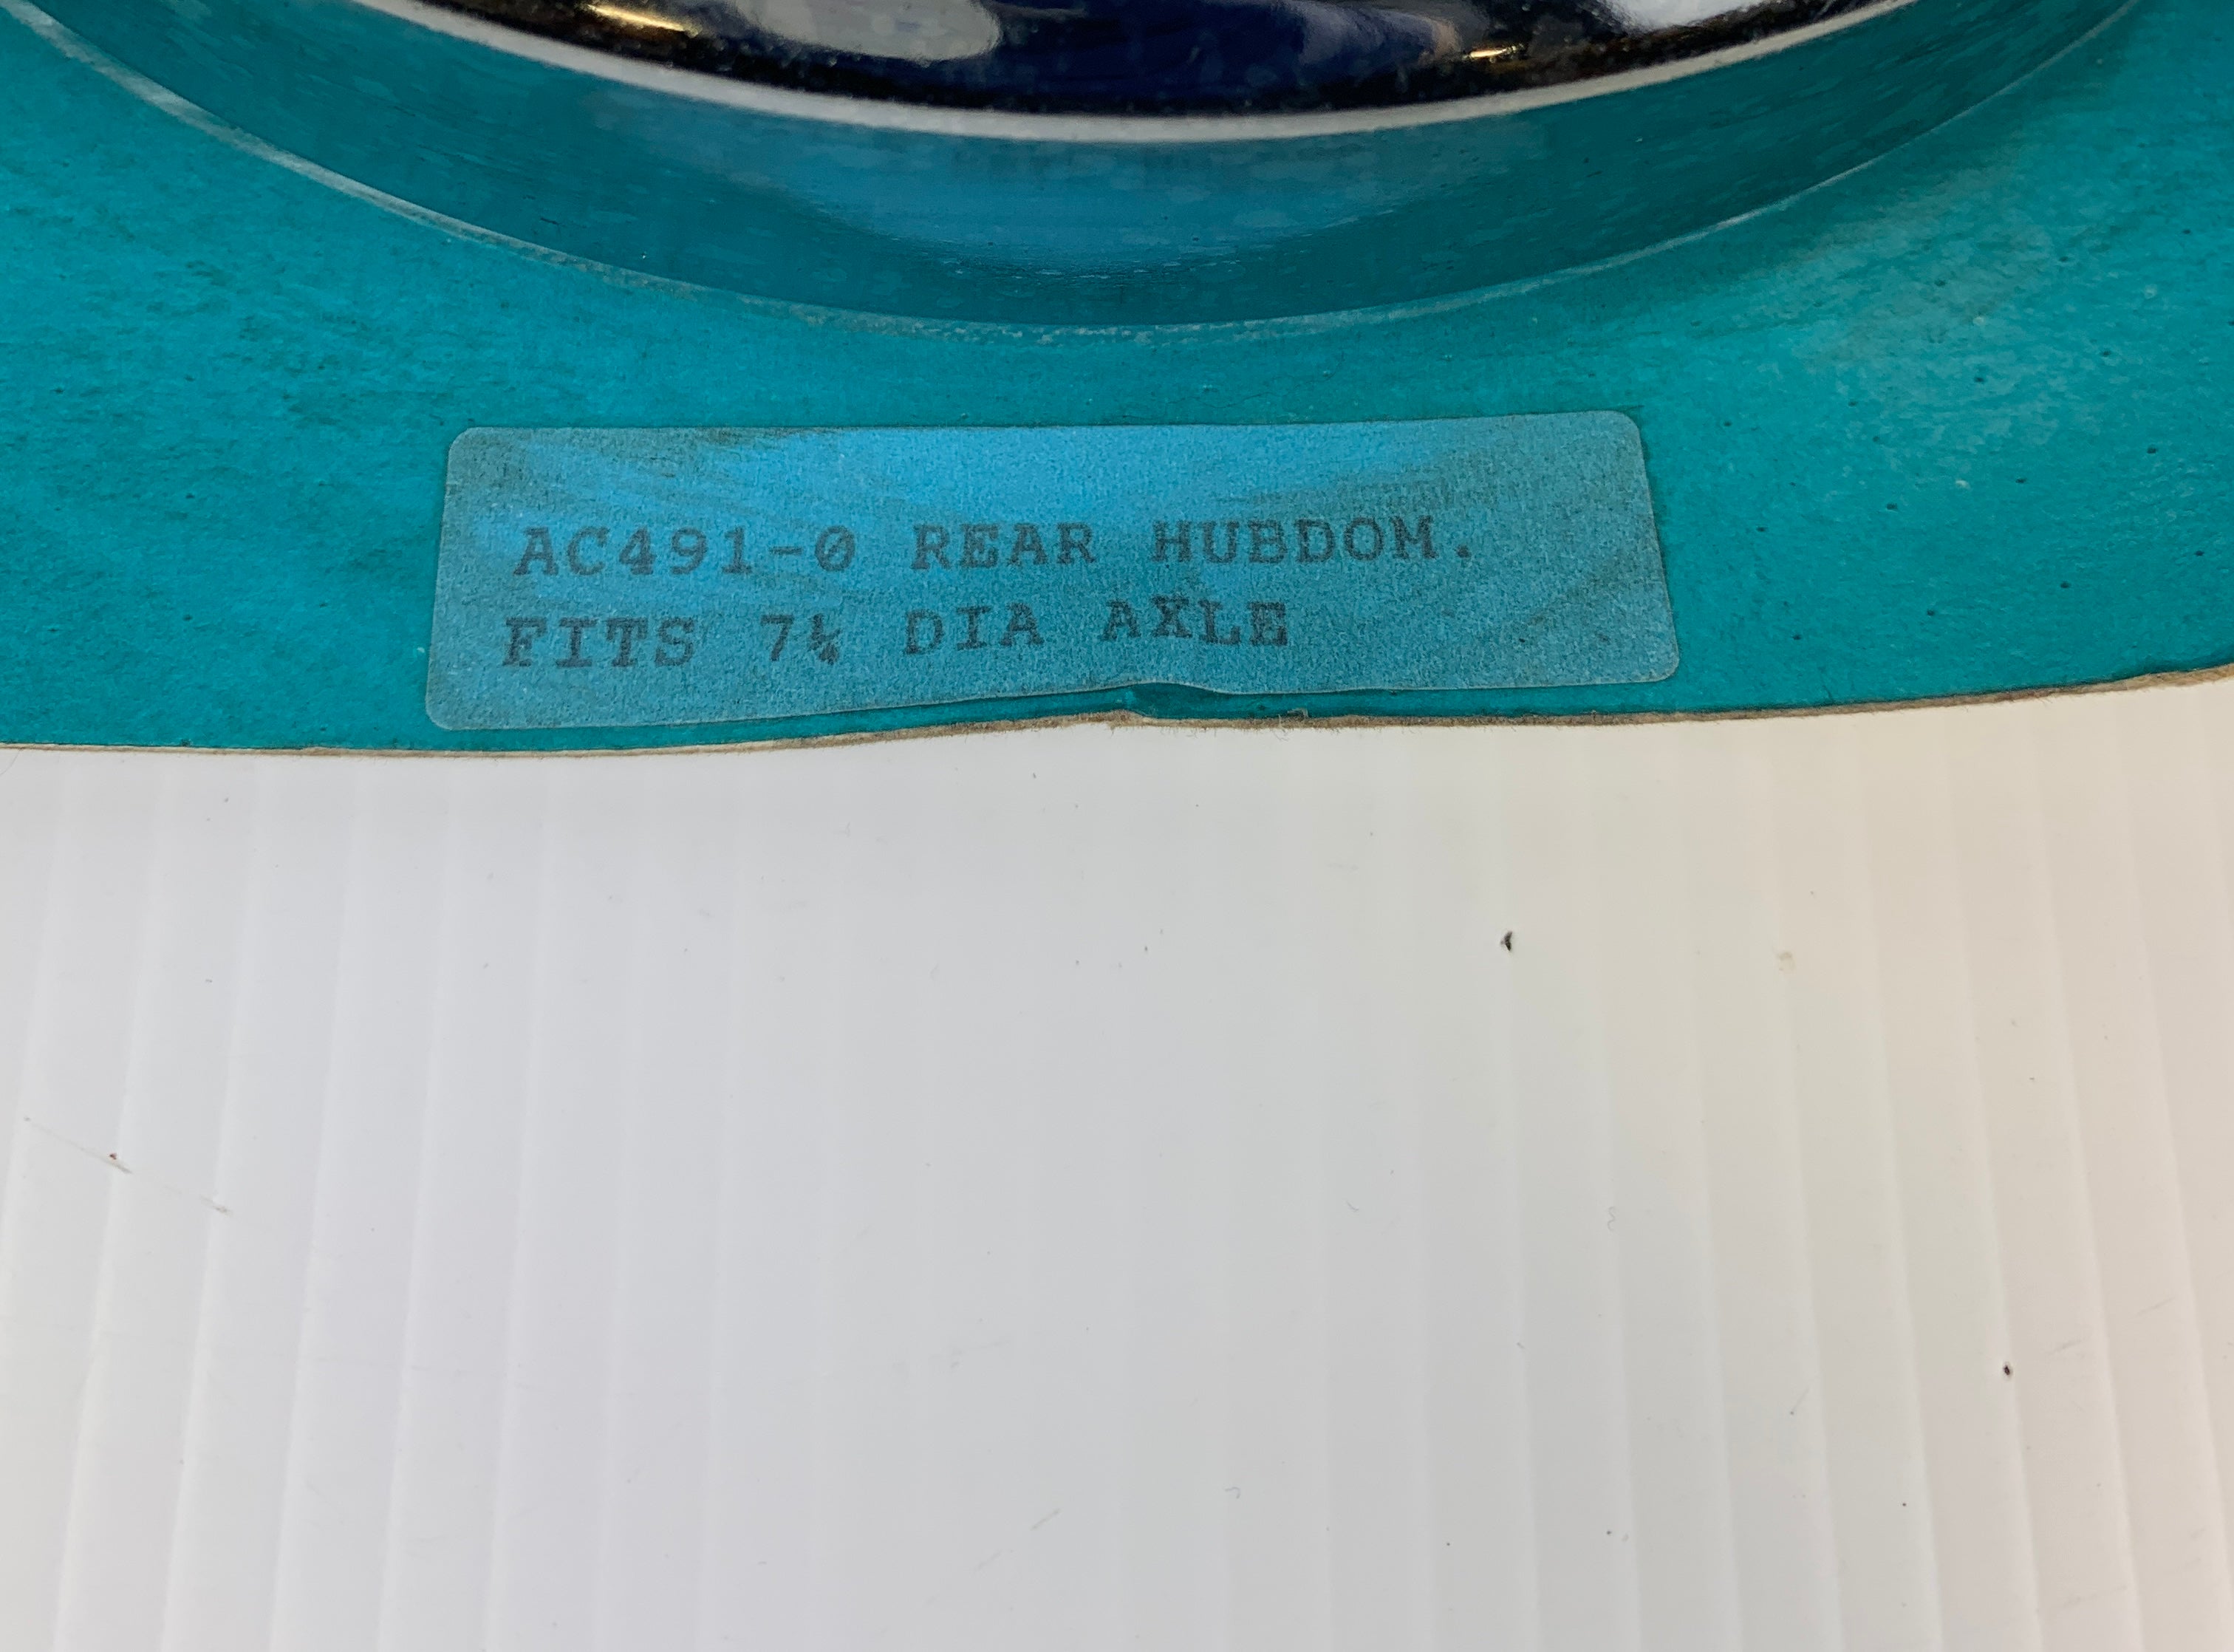 AC491-0 REAR HUBDOM.
FITS 7¼ DIA AXLE